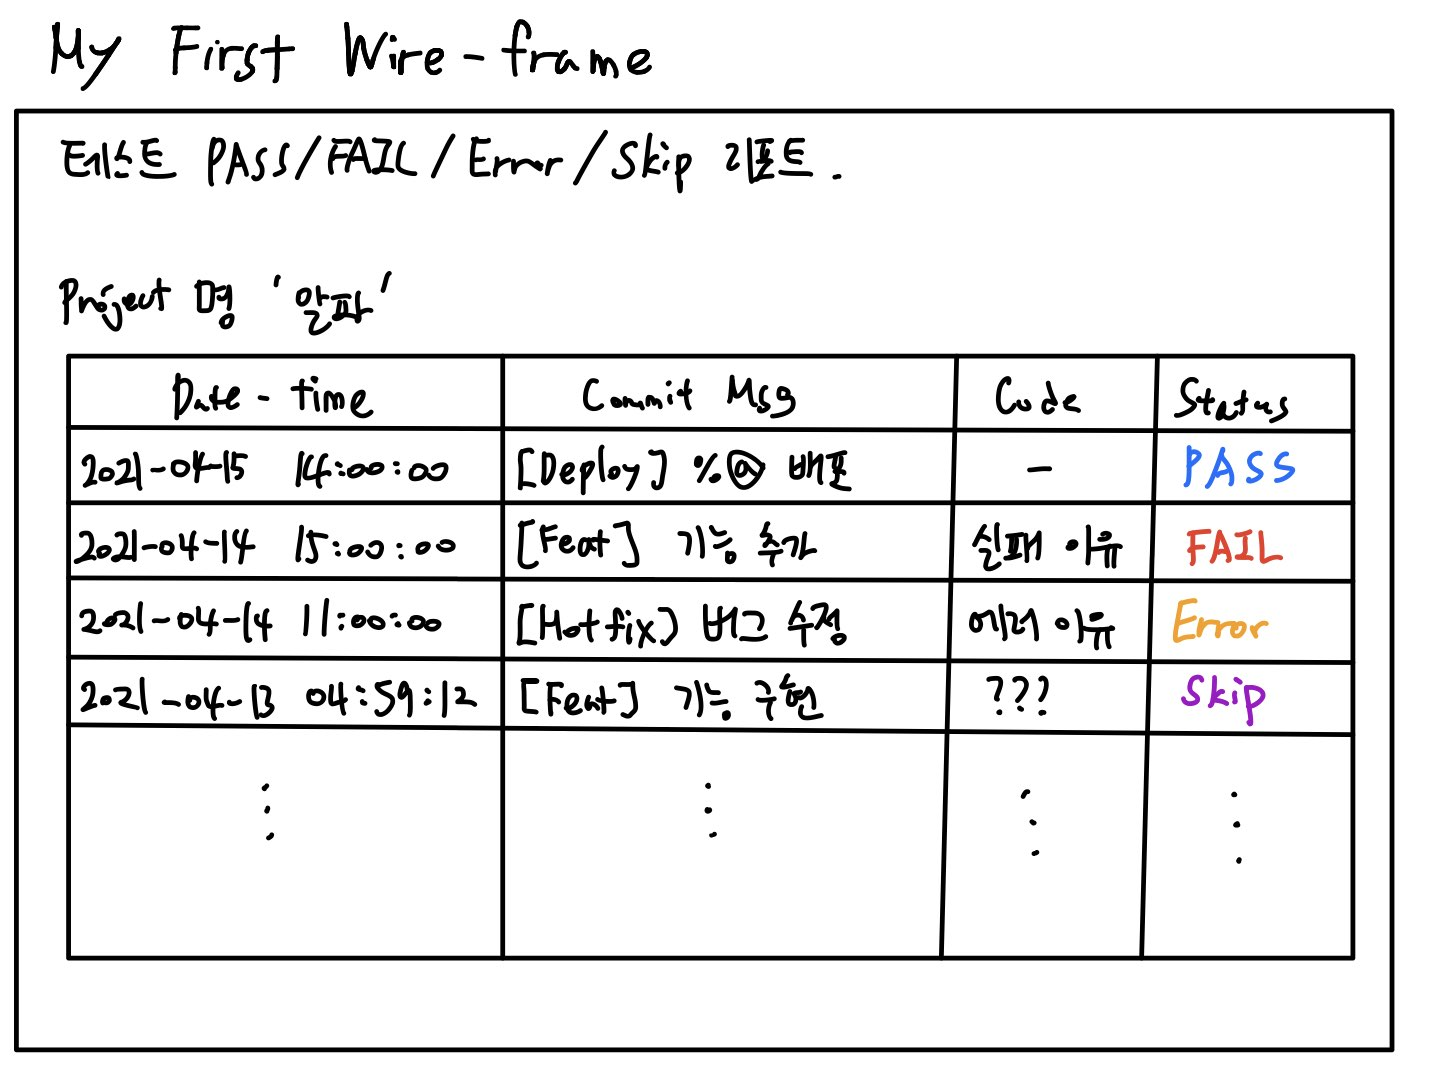 My First Wire-frame
테스트 PASS/FAIL/Error/Skip 리포트.
Project 명 '알파'
Date-time Commit Msg Code Status
2021-04-15 14:00:00 [Deploy] 배포 - PASS
2021-04-14 15:00:00 [Feat] 기능 추가 실패 이유 FAIL
2021-04-14 11:00:00 [Hotfix) 버그 수정 에러 이유 Error
2021-04-13 04:59:12 [Feat] 기능 구현 ??? Skip